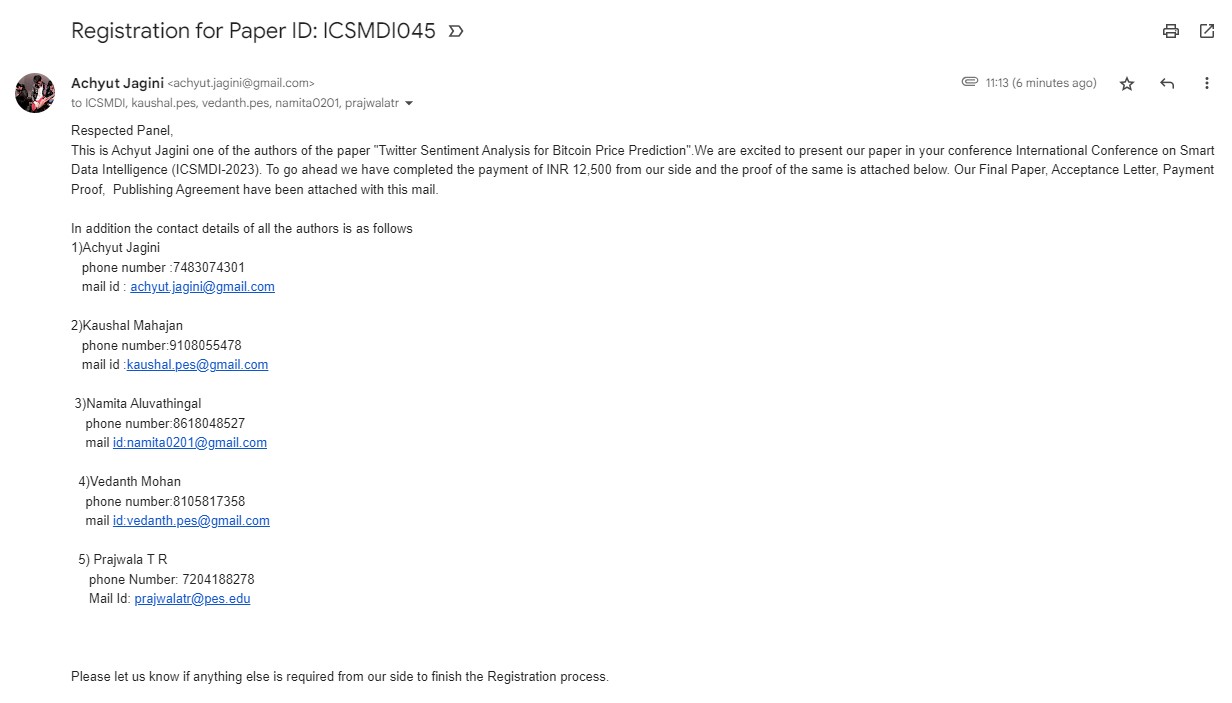 Registration for Paper ID: ICSMDI045
Achyut Jagini <achyut.jagini@gmail.com>
11:13 (6 minutes ago)
to ICSMDI, kaushal.pes, vedanth.pes, namita0201, prajwalatr
Respected Panel,
This is Achyut Jagini one of the authors of the paper "Twitter Sentiment Analysis for Bitcoin Price Prediction".We are excited to present our paper in your conference International Conference on Smart
Data Intelligence (ICSMDI-2023). To go ahead we have completed the payment of INR 12,500 from our side and the proof of the same is attached below. Our Final Paper, Acceptance Letter, Payment
Proof,  Publishing Agreement have been attached with this mail.
In addition the contact details of all the authors is as follows
1)Achyut Jagini
phone number :7483074301
mail id : achyut.jagini@gmail.com
2)Kaushal Mahajan
phone number:9108055478
mail id :kaushal.pes@gmail.com
3)Namita Aluvathingal
phone number:8618048527
mail id:namita0201@gmail.com
4)Vedanth Mohan
phone number:8105817358
mail id:vedanth.pes@gmail.com
5) Prajwala T R
phone Number: 7204188278
Mail Id: prajwalatr@pes.edu
Please let us know if anything else is required from our side to finish the Registration process.